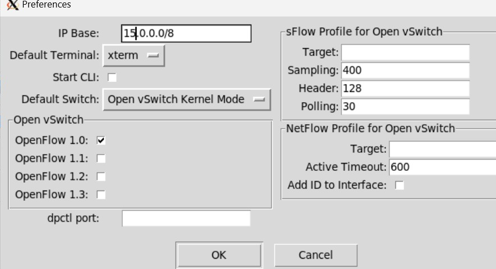 Preferences
IP Base: 15.0.0.0/8
Default Terminal: xterm
Start CLI:
Default Switch: Open vSwitch Kernel Mode
Open vSwitch
OpenFlow 1.0:
OpenFlow 1.1:
OpenFlow 1.2:
OpenFlow 1.3:
dpctl port:
sFlow Profile for Open vSwitch
Target:
Sampling: 400
Header: 128
Polling: 30
NetFlow Profile for Open vSwitch
Target:
Active Timeout: 600
Add ID to Interface:
OK
Cancel